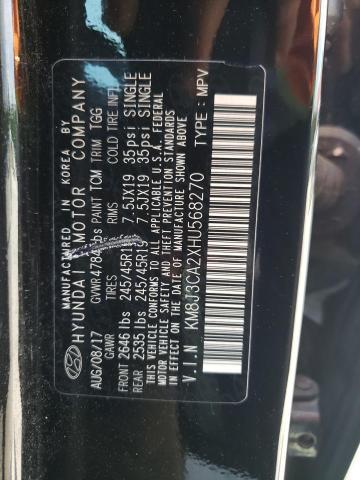 MANUFACTURED IN KOREA BY
HYUNDAI MOTOR COMPANY
AUG/08/17 GVWR 4784 lbs PAINT TCM TRIM TGG
GAWR TIRES RIMS COLD TIRE INFL
FRONT 2646 lbs 245/45R19 7.5JX19 35psi SINGLE
REAR 2535 lbs 245/45R19 7.5JX19 35psi SINGLE
THIS VEHICLE CONFORMS TO ALL APPLICABLE U.S.A. FEDERAL
MOTOR VEHICLE SAFETY AND THEFT PREVENTION STANDARDS
IN EFFECT ON THE DATE OF MANUFACTURE SHOWN ABOVE
V.I.N KM8J3CA2XHU568270 TYPE: MPV